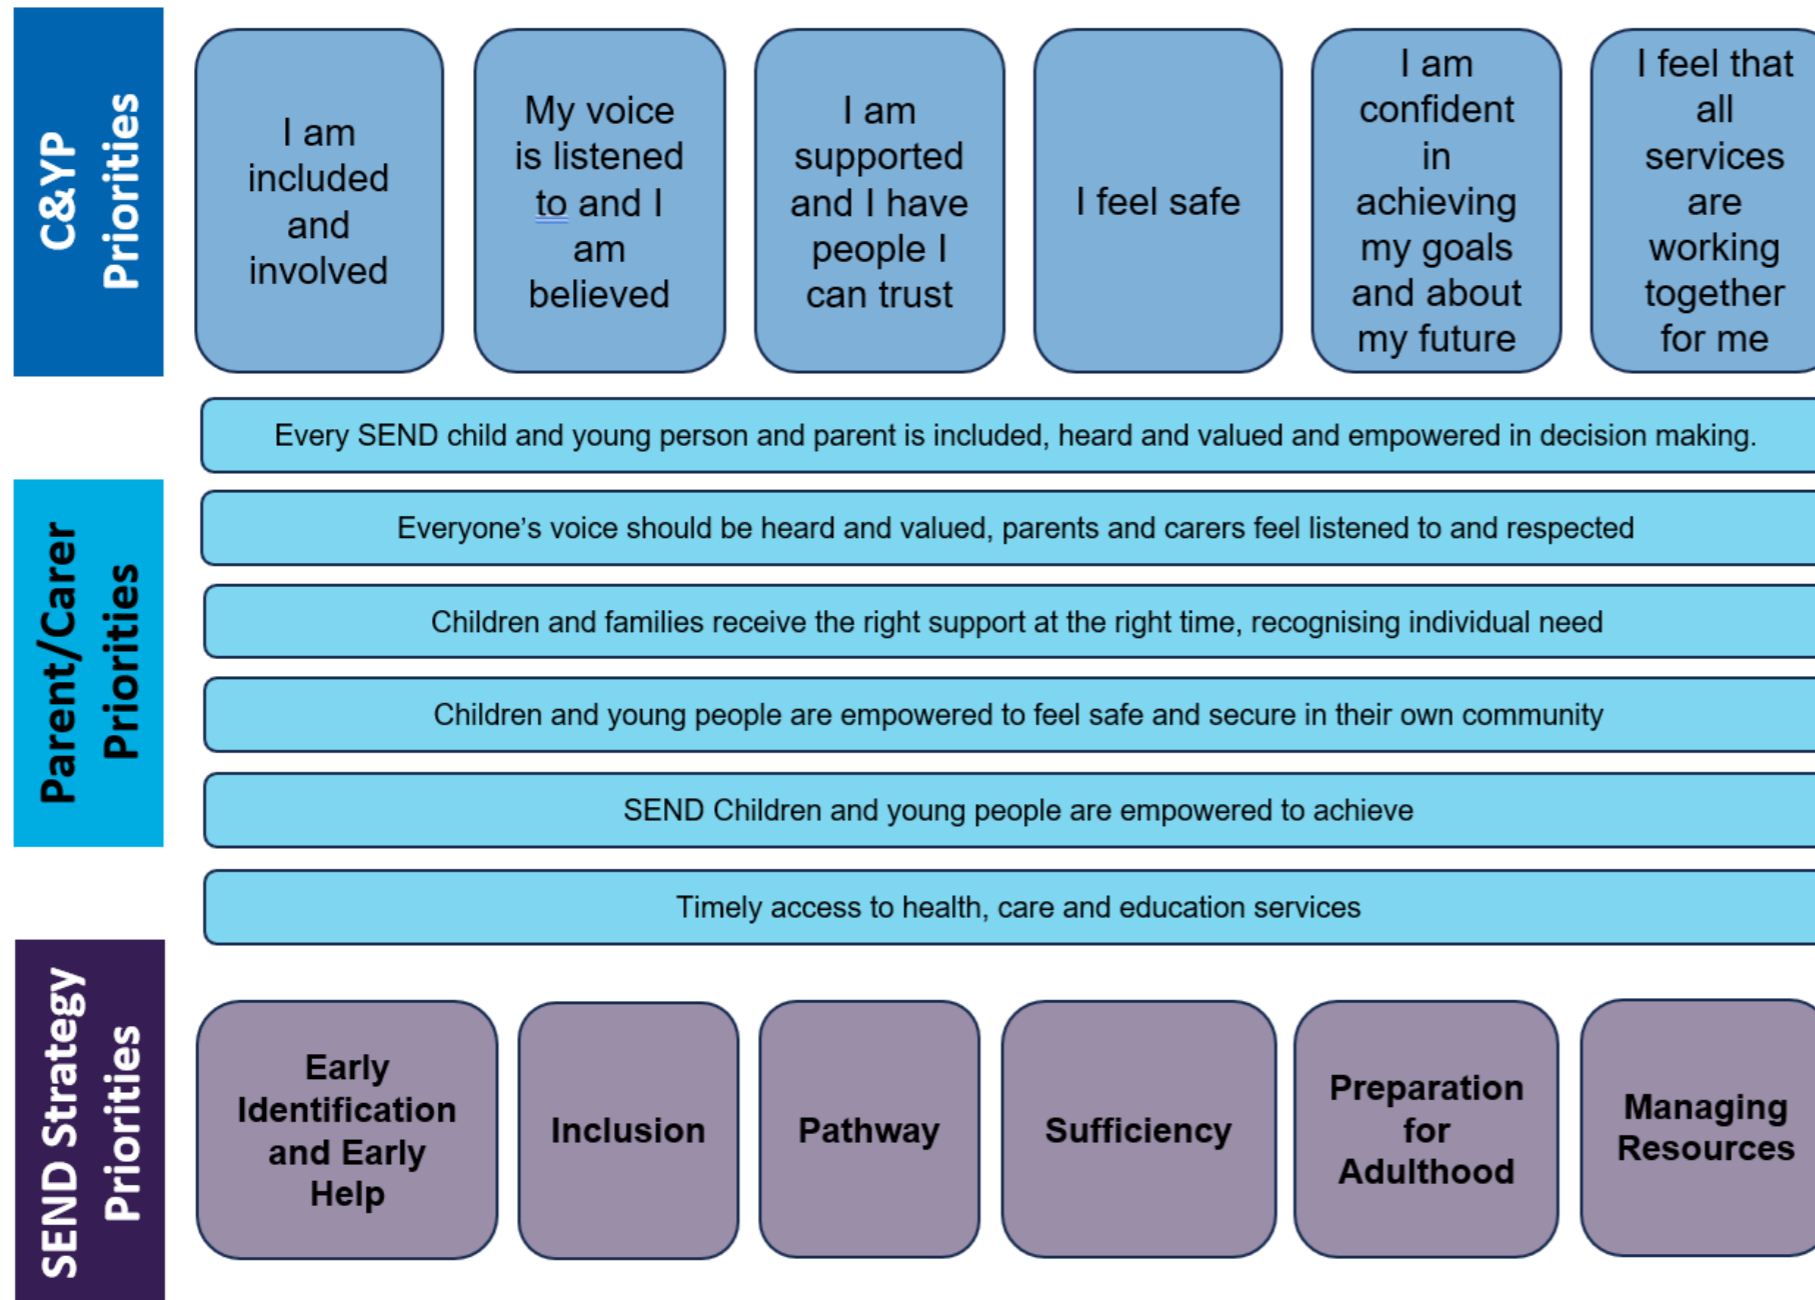 C&YP
Priorities
I am
included
and
involved
My voice
is listened
to and I
am
believed
I am
supported
and I have
people I
can trust
I feel safe
I am
confident
in
achieving
my goals
and about
my future
I feel that
all
services
are
working
together
for me
Parent/Carer
Priorities
Every SEND child and young person and parent is included, heard and valued and empowered in decision making.
Everyone’s voice should be heard and valued, parents and carers feel listened to and respected
Children and families receive the right support at the right time, recognising individual need
Children and young people are empowered to feel safe and secure in their own community
SEND Children and young people are empowered to achieve
Timely access to health, care and education services
SEND Strategy
Priorities
Early
Identification
and Early
Help
Inclusion
Pathway
Sufficiency
Preparation
for
Adulthood
Managing
Resources